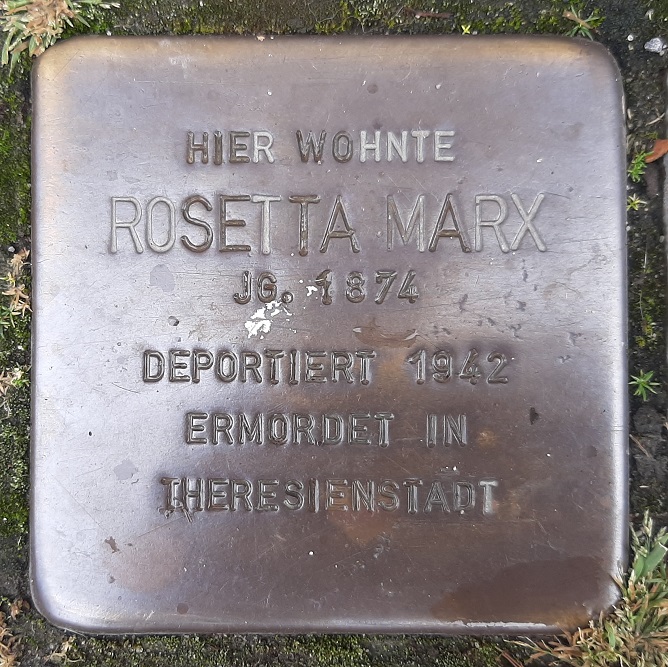 HIER WOHNTE
ROSETTA MARX
JG. 1874
DEPORTIERT 1942
ERMORDET IN
THERESIENSTADT